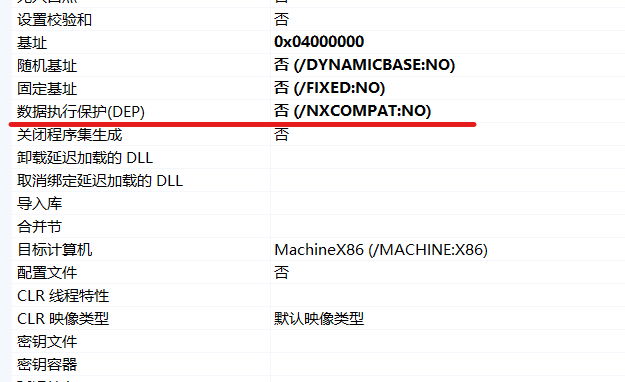 设置校验和 否
基址 0x04000000
随机基址 否 (/DYNAMICBASE:NO)
固定基址 否 (/FIXED:NO)
数据执行保护(DEP) 否 (/NXCOMPAT:NO)
关闭程序集生成 否
卸载延迟加载的 DLL
取消绑定延迟加载的 DLL
导入库
合并节
目标计算机 MachineX86 (/MACHINE:X86)
配置文件 否
CLR 线程特性
CLR 映像类型 默认映像类型
密钥文件
密钥容器